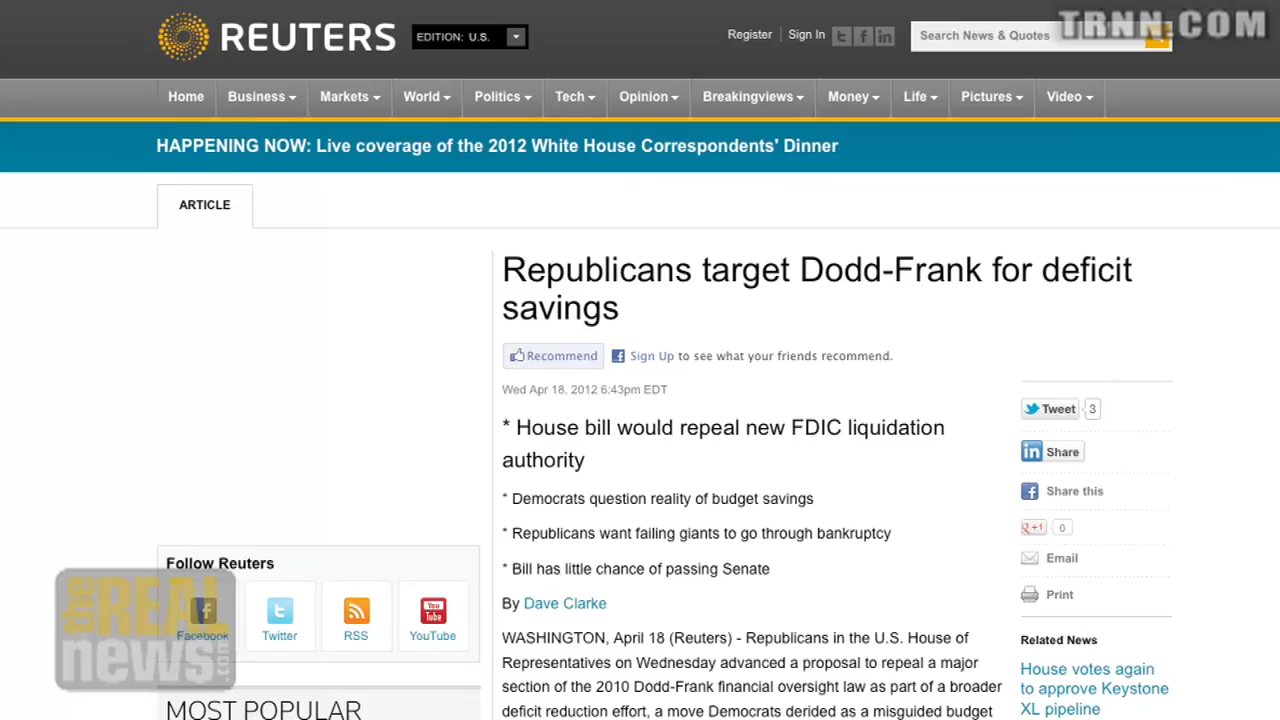 TRNN.COM
REUTERS
EDITION: U.S.
Register
Sign In
Search News & Quotes
Home
Business
Markets
World
Politics
Tech
Opinion
Breakingviews
Money
Life
Pictures
Video
HAPPENING NOW: Live coverage of the 2012 White House Correspondents' Dinner
ARTICLE
Republicans target Dodd-Frank for deficit
savings
Recommend
Sign Up to see what your friends recommend.
Wed Apr 18, 2012 6:43pm EDT
* House bill would repeal new FDIC liquidation
authority
* Democrats question reality of budget savings
* Republicans want failing giants to go through bankruptcy
* Bill has little chance of passing Senate
By Dave Clarke
WASHINGTON, April 18 (Reuters) - Republicans in the U.S. House of
Representatives on Wednesday advanced a proposal to repeal a major
section of the 2010 Dodd-Frank financial oversight law as part of a broader
deficit reduction effort, a move Democrats derided as a misguided budget
Tweet 3
Share
Share this
+1 0
Email
Print
Related News
House votes again
to approve Keystone
XL pipeline
Follow Reuters
Facebook
Twitter
RSS
You
Tube
YouTube
MOST POPULAR
the REAL
news.com